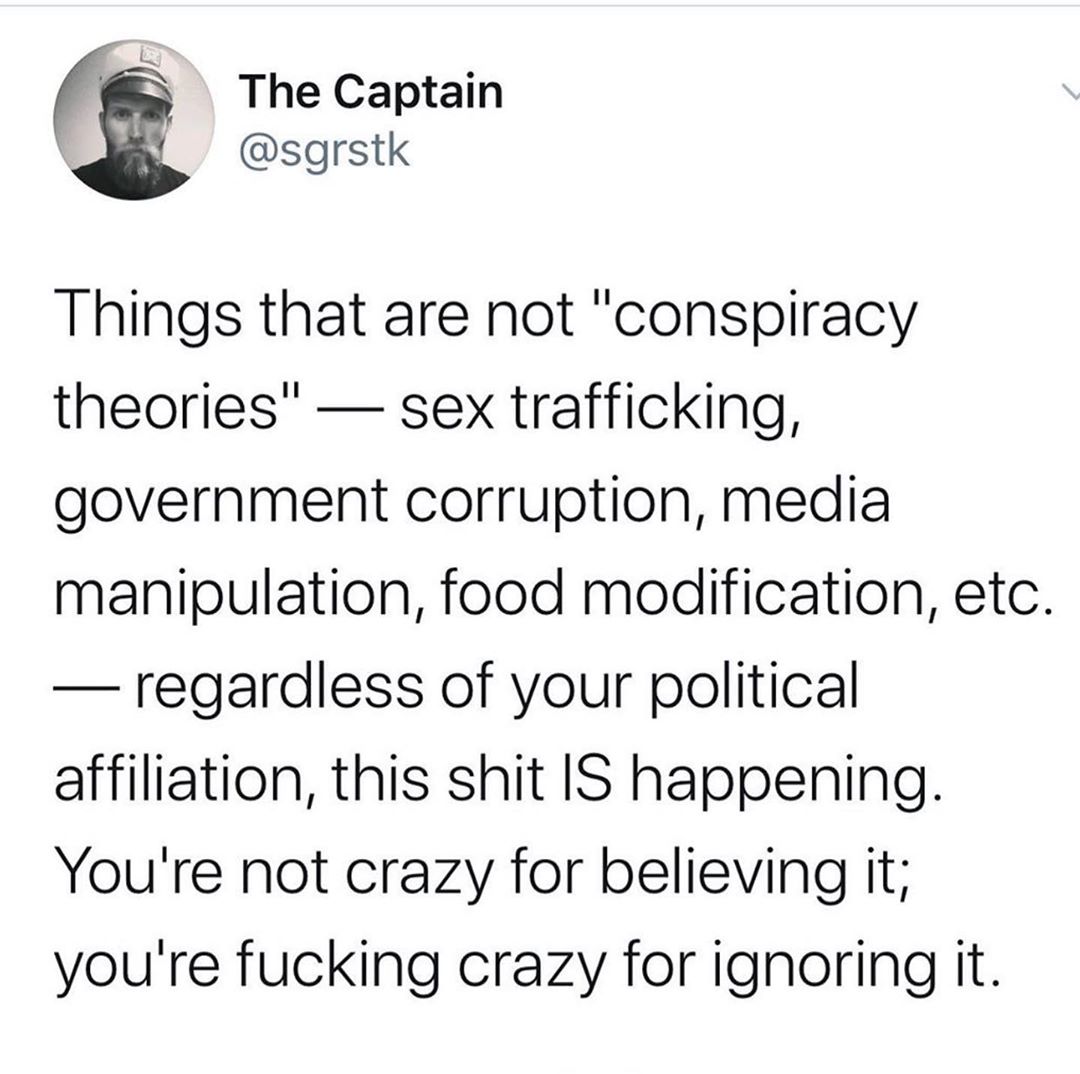 The Captain
@sgrstk
Things that are not "conspiracy
theories" — sex trafficking,
government corruption, media
manipulation, food modification, etc.
— regardless of your political
affiliation, this shit IS happening.
You're not crazy for believing it;
you're fucking crazy for ignoring it.